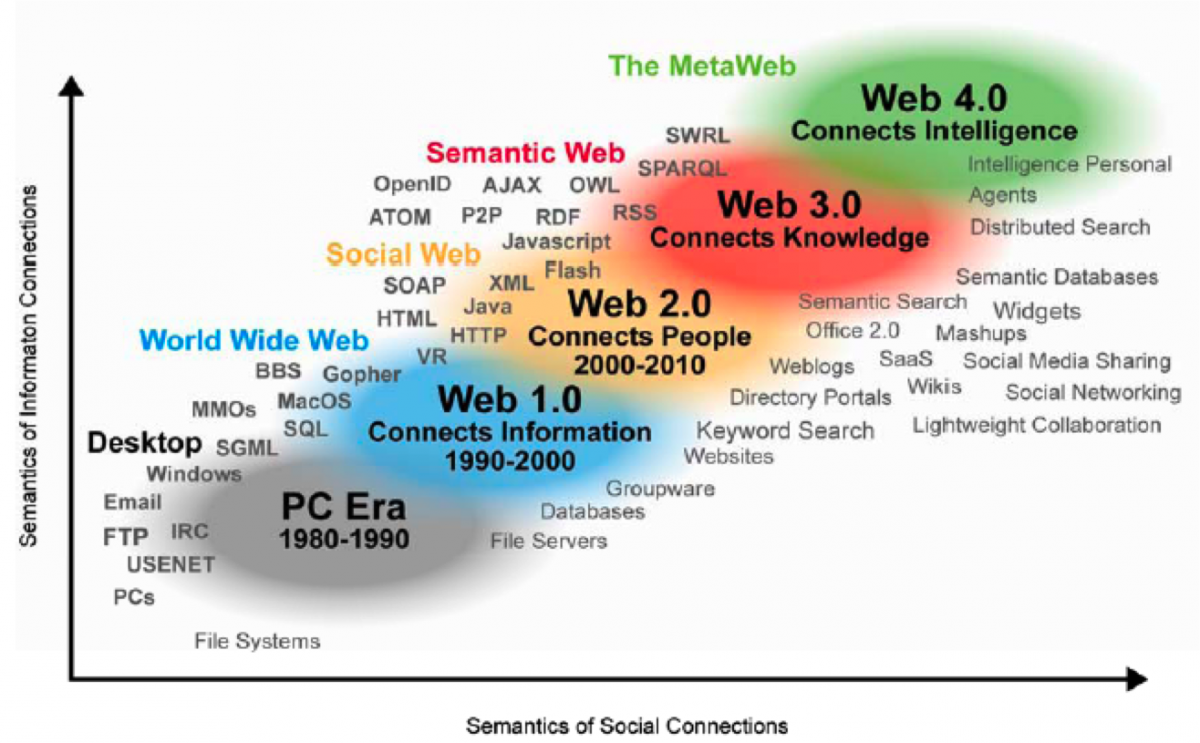 The MetaWeb
Web 4.0
Connects Intelligence
SWRL
Semantic Web
SPARQL
Intelligence Personal
Agents
OpenID AJAX OWL
Web 3.0
Connects Knowledge
ATOM P2P RDF RSS
Distributed Search
Javascript
Social Web
Flash
Semantic Databases
SOAP XML
Web 2.0
Connects People
2000-2010
Semantic Search
Widgets
Java
HTML
Office 2.0
Mashups
HTTP
World Wide Web
VR
Weblogs
SaaS
Social Media Sharing
BBS Gopher
Web 1.0
Connects Information
1990-2000
Wikis
Social Networking
Directory Portals
MMOs MacOS
Lightweight Collaboration
SQL
Keyword Search
Desktop
SGML
Websites
Windows
Groupware
PC Era
1980-1990
Email
Databases
FTP IRC
File Servers
USENET
PCs
File Systems
Semantics of Informaton Connections
Semantics of Social Connections